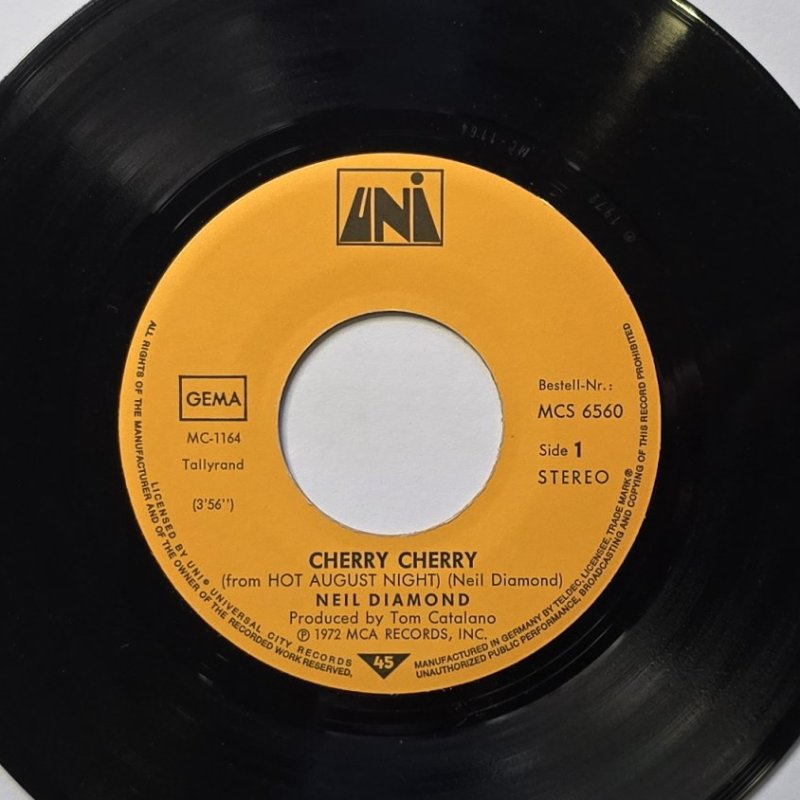 UNi
GEMA
MC-1164
Tallyrand
(3'56'')
Bestell-Nr.:
MCS 6560
Side 1
STEREO
CHERRY CHERRY
(from HOT AUGUST NIGHT) (Neil Diamond)
NEIL DIAMOND
Produced by Tom Catalano
℗ 1972 MCA RECORDS, INC.
45
ALL RIGHTS OF THE MANUFACTURER AND OF THE OWNER OF THE RECORDED WORK RESERVED,
LICENSED BY UNI® UNIVERSAL CITY RECORDS
MANUFACTURED IN GERMANY BY TELDEC, LICENSEE, TRADE MARK®
UNAUTHORIZED PUBLIC PERFORMANCE, BROADCASTING AND COPYING OF THIS RECORD PROHIBITED
MC-1164
℗ 1972